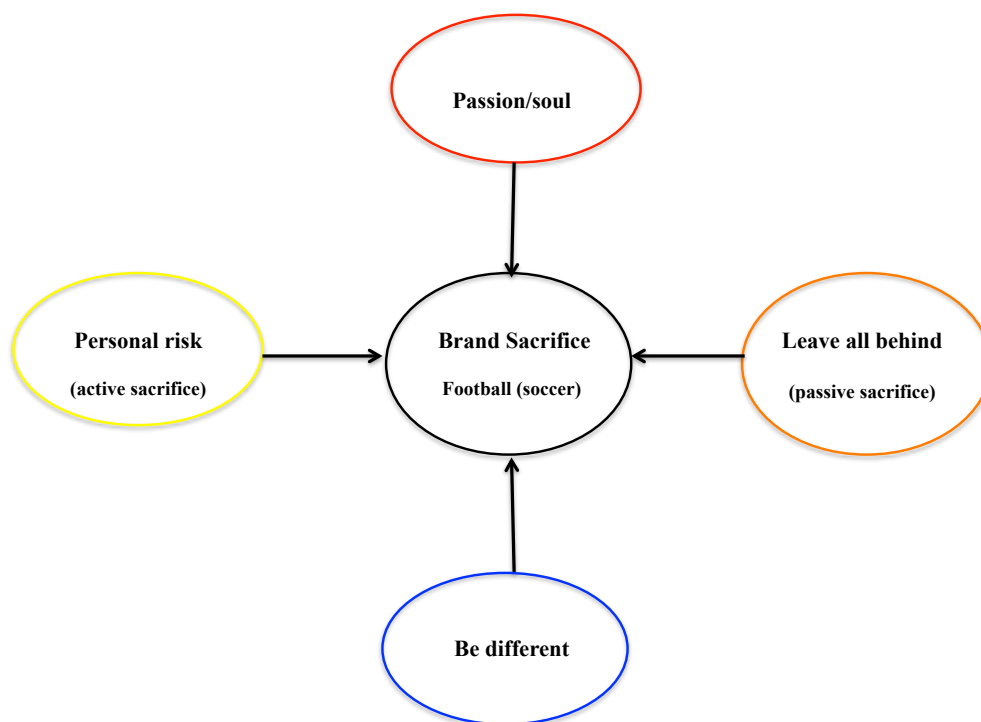 Passion/soul
Personal risk
(active sacrifice)
Brand Sacrifice
Football (soccer)
Leave all behind
(passive sacrifice)
Be different